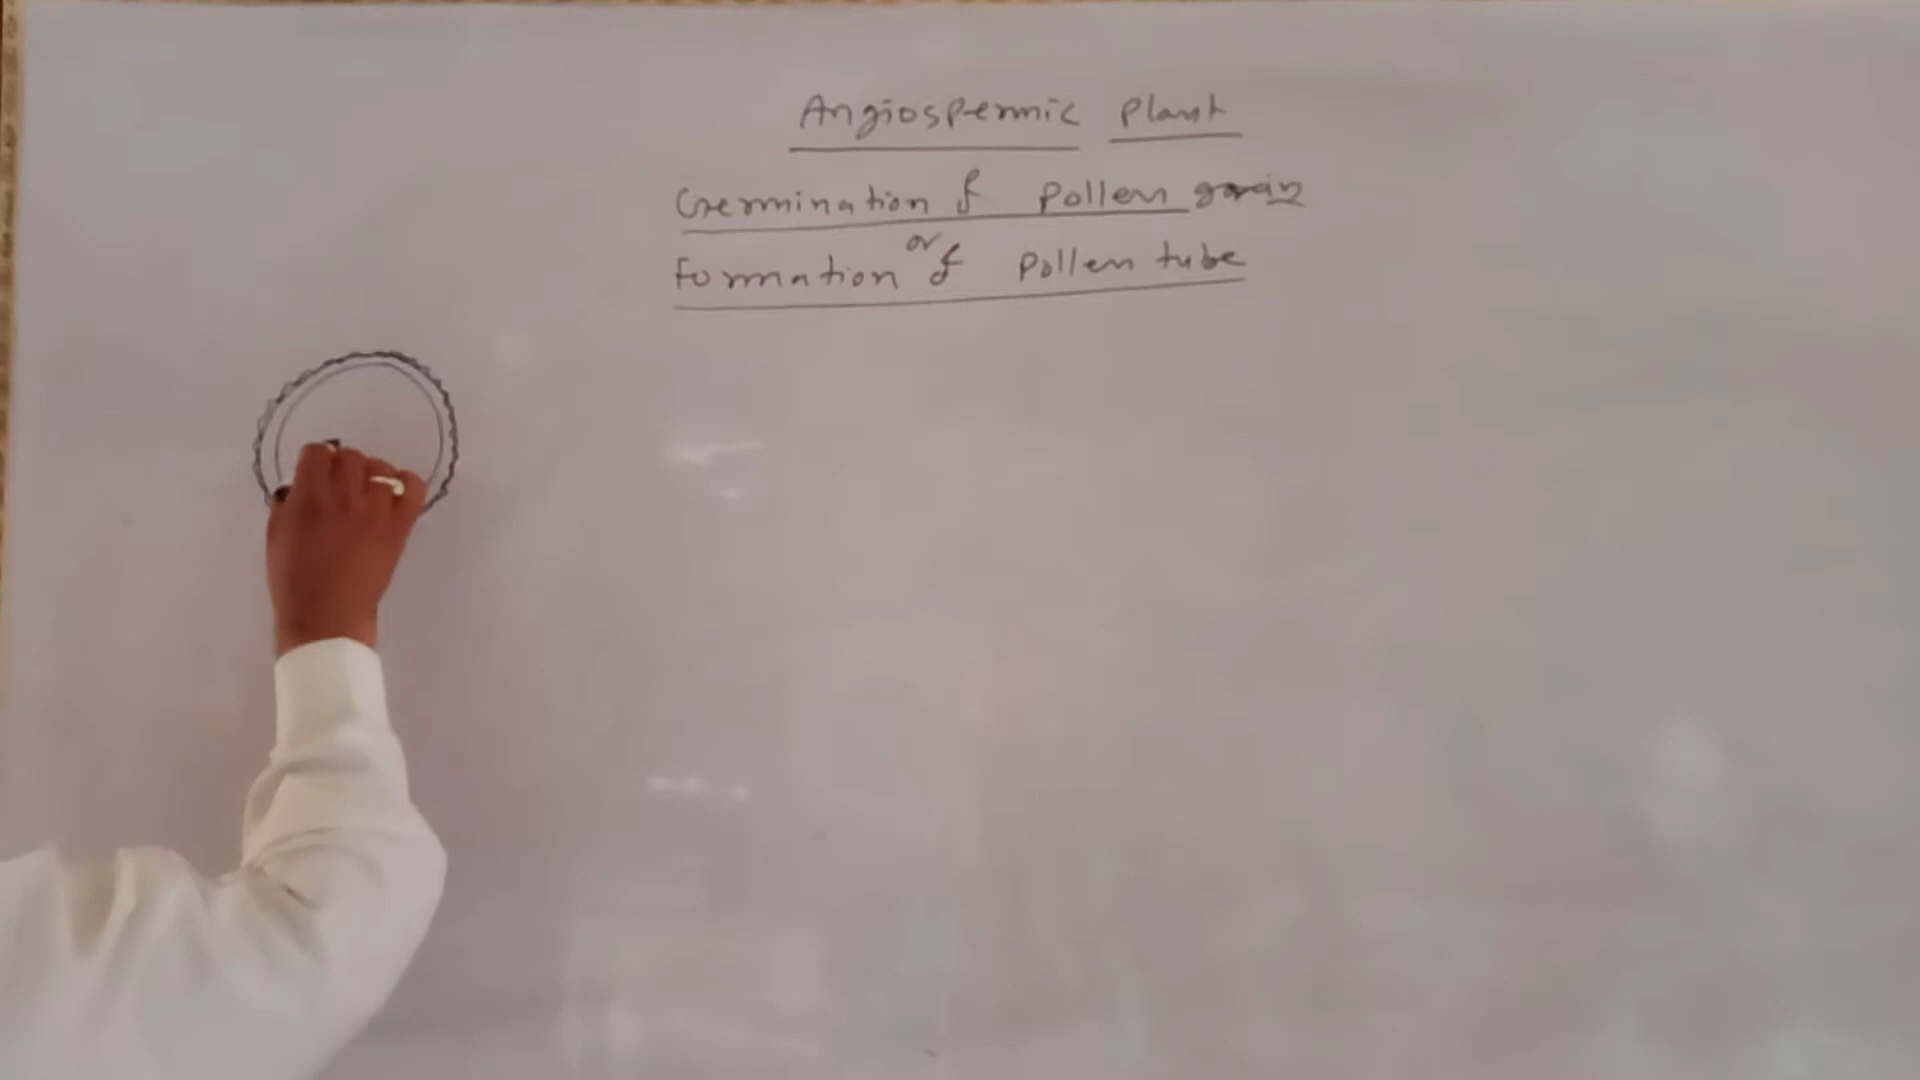 Angiospermic Plant
Germination of Pollen grain
or
Formation of Pollen tube